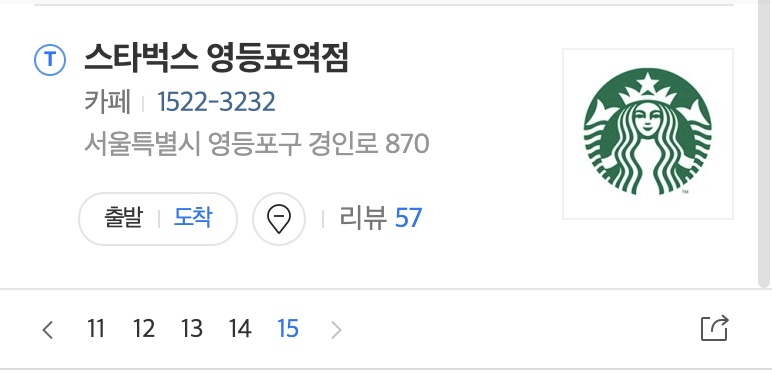 T 스타벅스 영등포역점
카페 1522-3232
서울특별시 영등포구 경인로 870
출발 도착 리뷰 57
11 12 13 14 15
TM